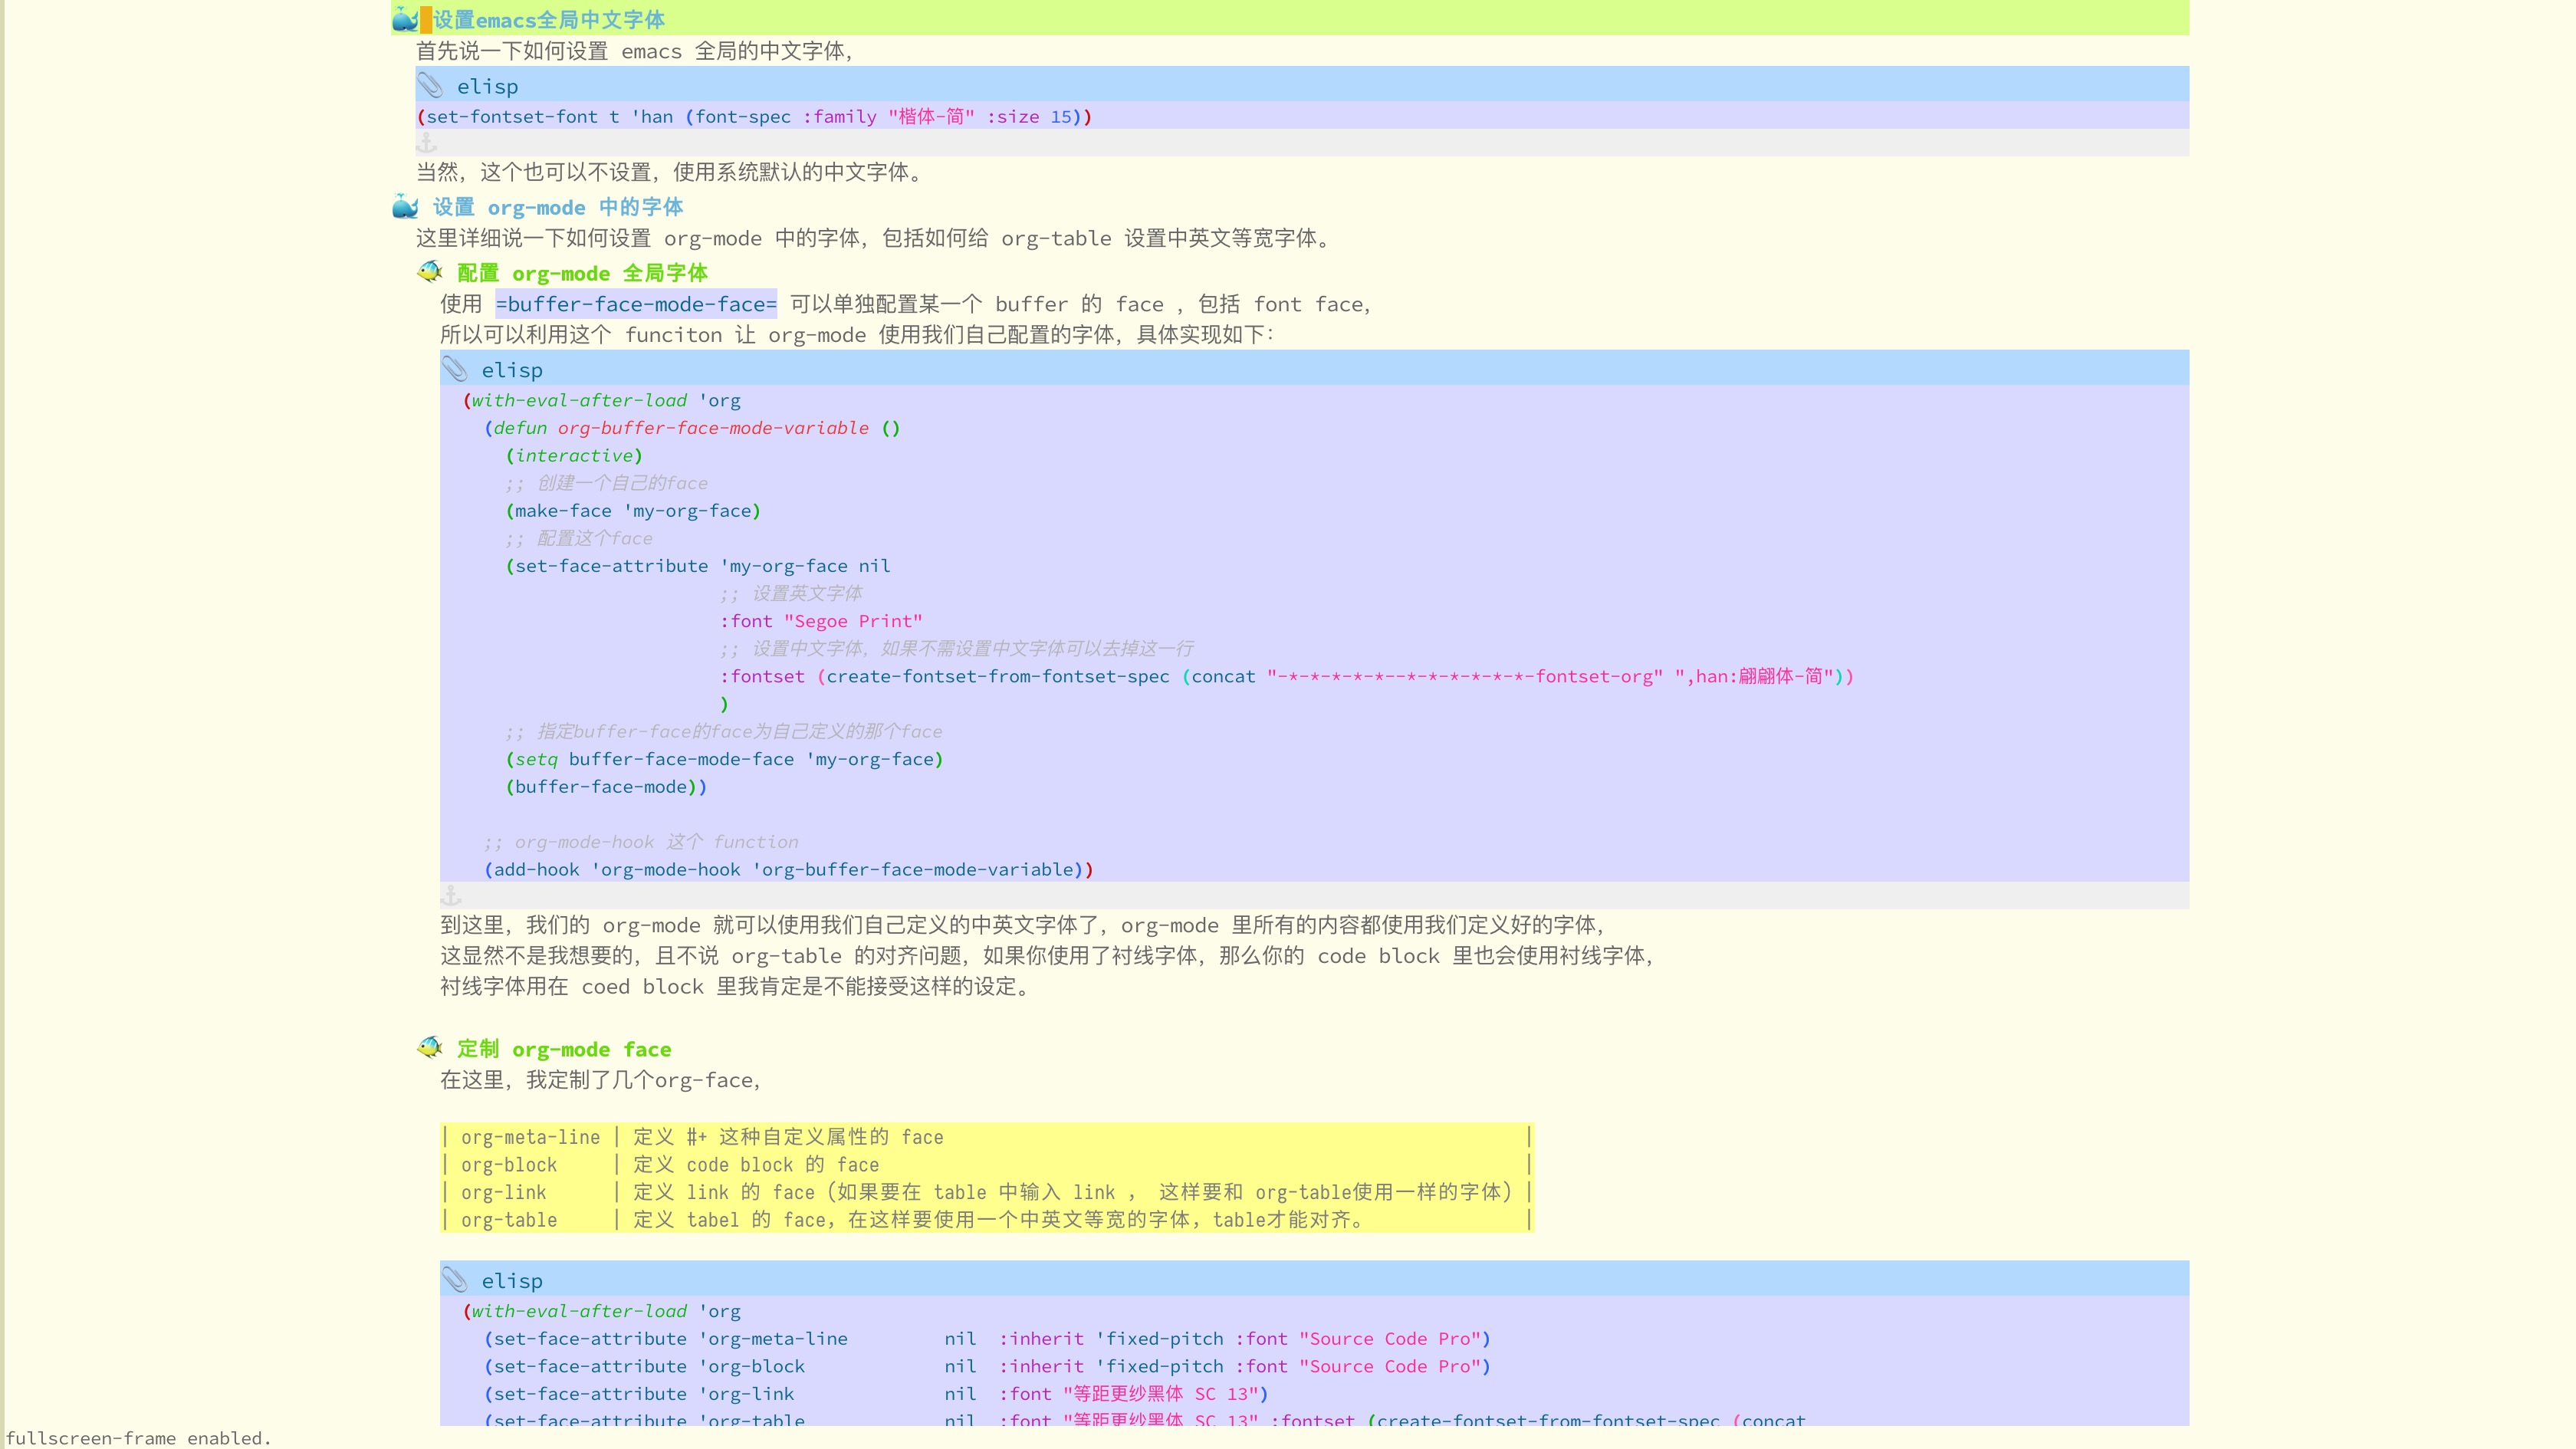 设置emacs全局中文字体
首先说一下如何设置 emacs 全局的中文字体,
elisp
(set-fontset-font t 'han (font-spec :family "楷体-简" :size 15))
当然, 这个也可以不设置, 使用系统默认的中文字体。
设置 org-mode 中的字体
这里详细说一下如何设置 org-mode 中的字体, 包括如何给 org-table 设置中英文等宽字体。
配置 org-mode 全局字体
使用 =buffer-face-mode-face= 可以单独配置某一个 buffer 的 face , 包括 font face,
所以可以利用这个 funciton 让 org-mode 使用我们自己配置的字体, 具体实现如下:
elisp
(with-eval-after-load 'org
(defun org-buffer-face-mode-variable ()
(interactive)
;; 创建一个自己的face
(make-face 'my-org-face)
;; 配置这个face
(set-face-attribute 'my-org-face nil
;; 设置英文字体
:font "Segoe Print"
;; 设置中文字体, 如果不需设置中文字体可以去掉这一行
:fontset (create-fontset-from-fontset-spec (concat "-*-*-*-*-*--*-*-*-*-*-*-fontset-org" ",han:翩翩体-简"))
)
;; 指定buffer-face的face为自己定义的那个face
(setq buffer-face-mode-face 'my-org-face)
(buffer-face-mode))
;; org-mode-hook 这个 function
(add-hook 'org-mode-hook 'org-buffer-face-mode-variable))
到这里, 我们的 org-mode 就可以使用我们自己定义的中英文字体了, org-mode 里所有的内容都使用我们定义好的字体,
这显然不是我想要的, 且不说 org-table 的对齐问题, 如果你使用了衬线字体, 那么你的 code block 里也会使用衬线字体,
衬线字体用在 coed block 里我肯定是不能接受这样的设定。
定制 org-mode face
在这里, 我定制了几个org-face,
| org-meta-line | 定义 #+ 这种自定义属性的 face |
| org-block | 定义 code block 的 face |
| org-link | 定义 link 的 face（如果要在 table 中输入 link ， 这样要和 org-table使用一样的字体）|
| org-table | 定义 tabel 的 face，在这样要使用一个中英文等宽的字体，table才能对齐。 |
elisp
(with-eval-after-load 'org
(set-face-attribute 'org-meta-line nil :inherit 'fixed-pitch :font "Source Code Pro")
(set-face-attribute 'org-block nil :inherit 'fixed-pitch :font "Source Code Pro")
(set-face-attribute 'org-link nil :font "等距更纱黑体 SC 13")
(set-face-attribute 'org-table nil :font "等距更纱黑体 SC 13" :fontset (create-fontset-from-fontset-spec (concat
fullscreen-frame enabled.